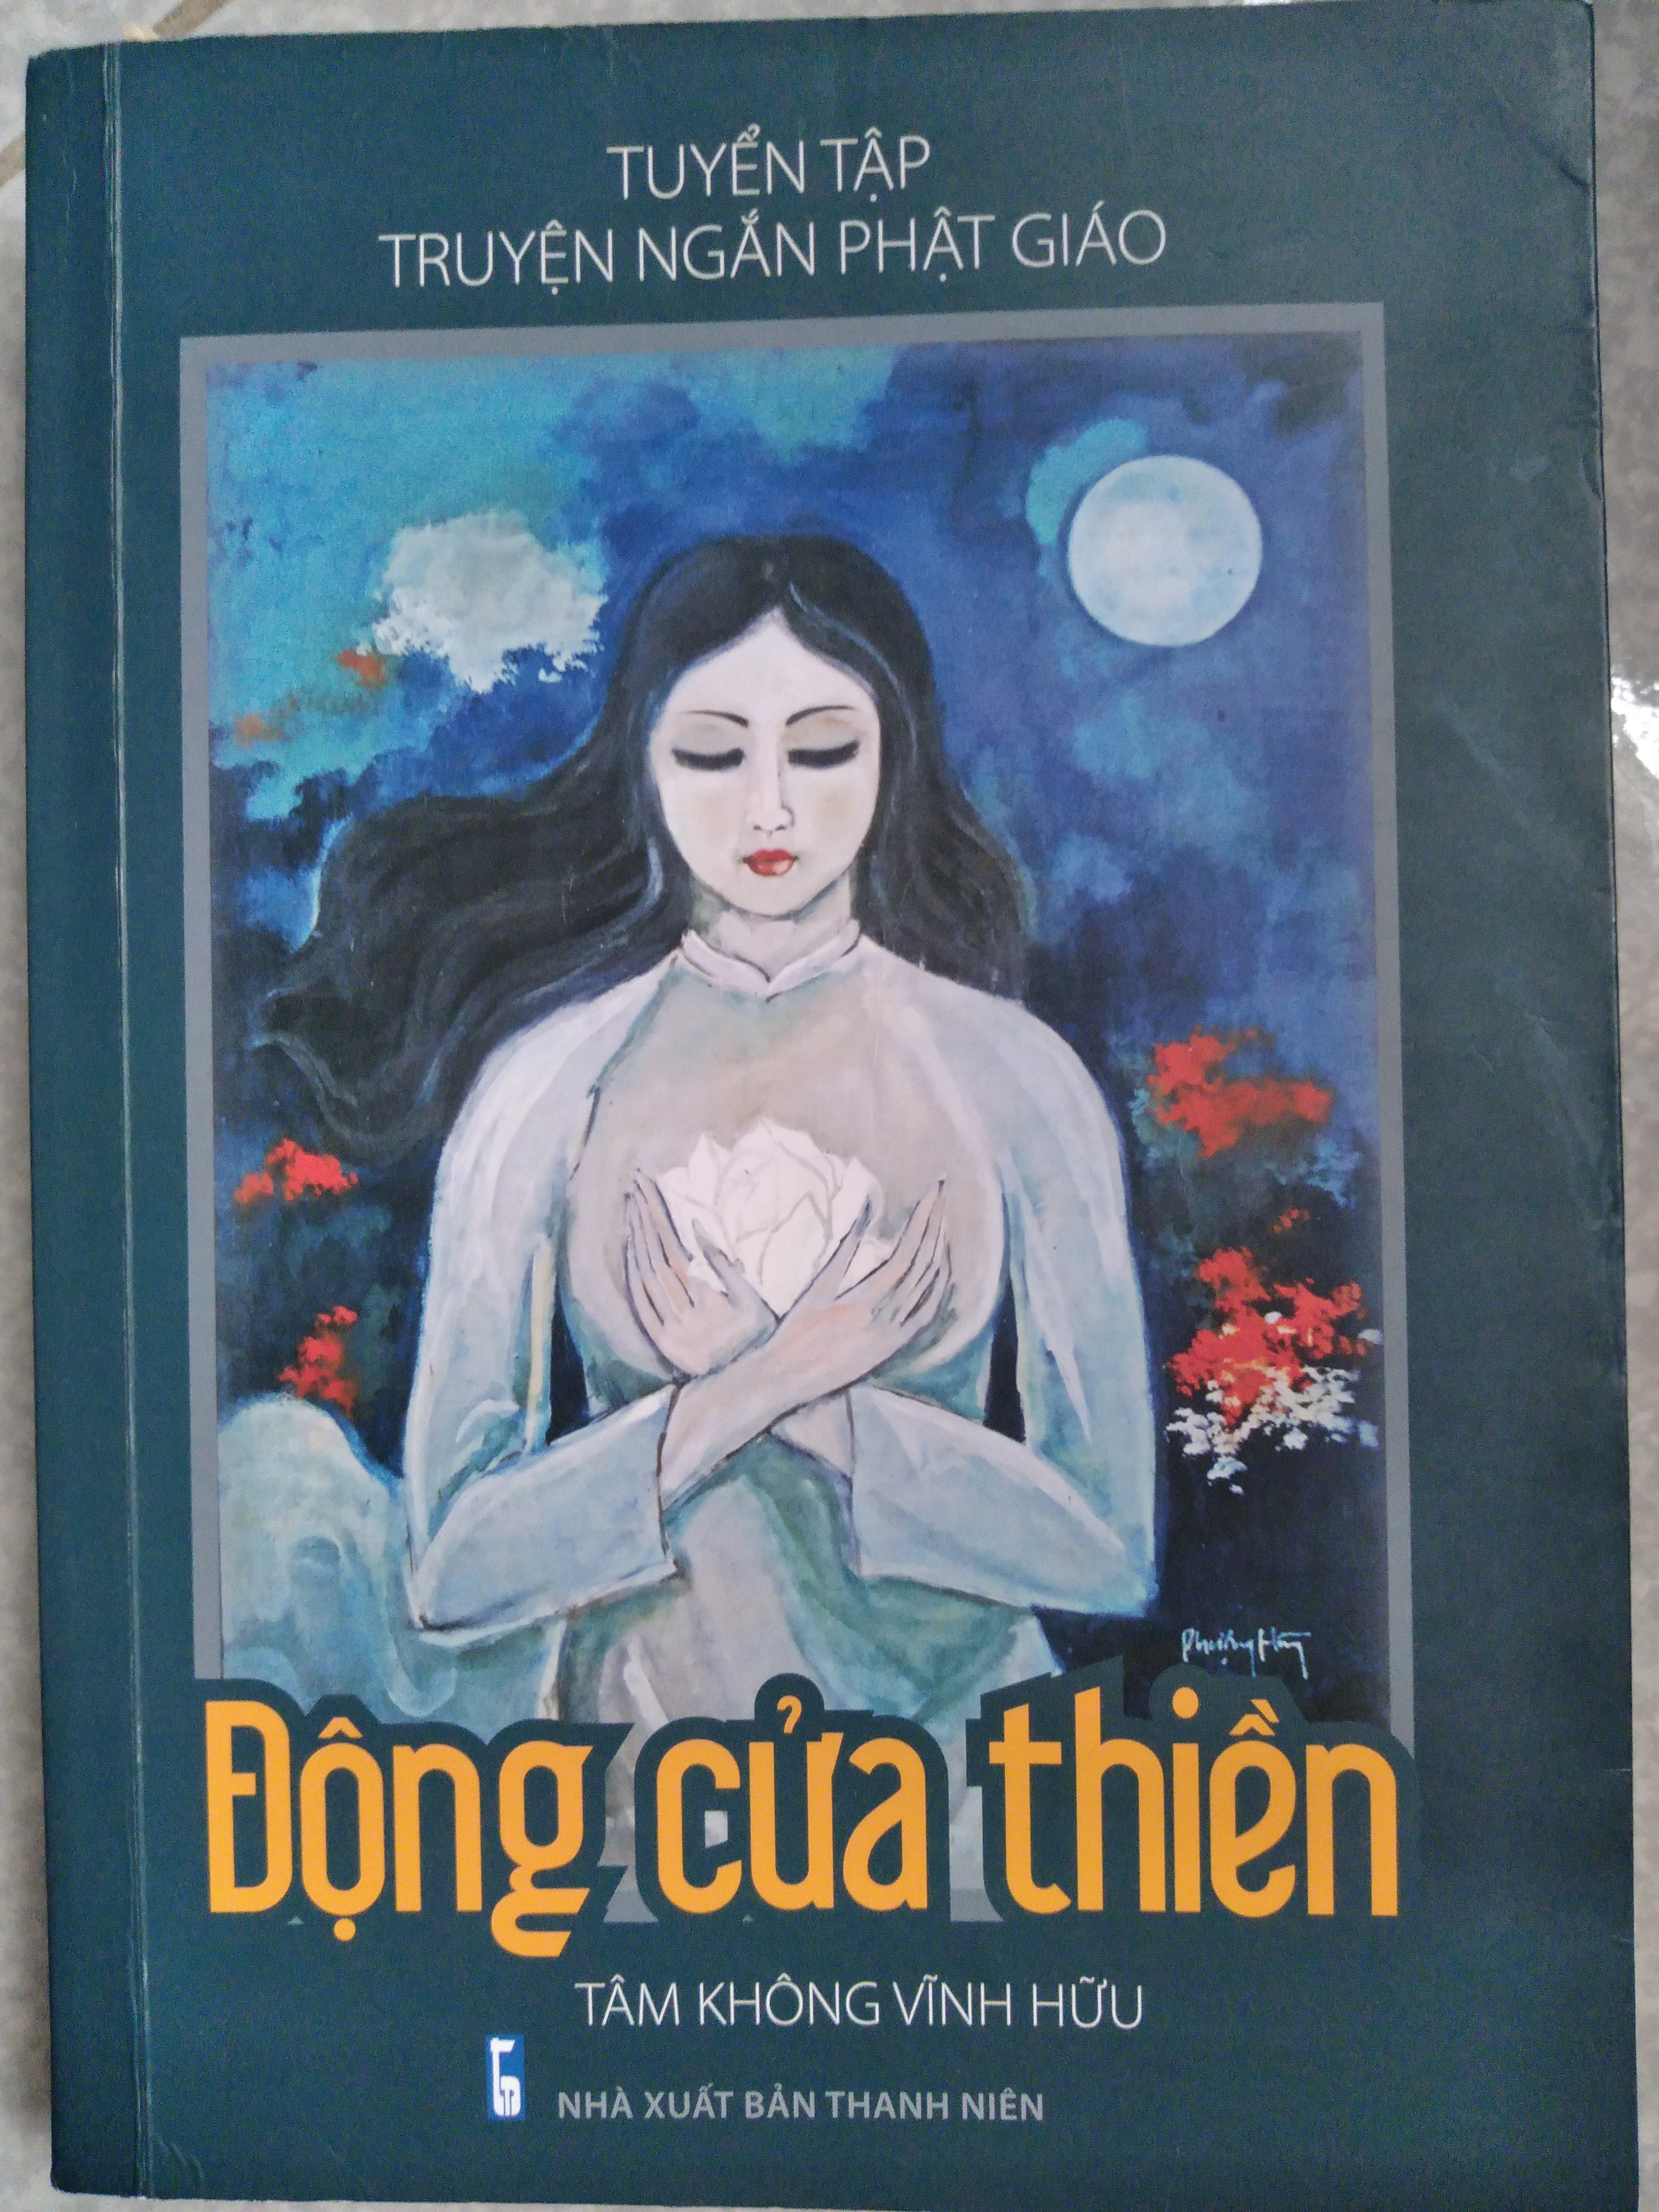 TUYỂN TẬP
TRUYỆN NGẮN PHẬT GIÁO
Động cửa thiền
TÂM KHÔNG VĨNH HỮU
NHÀ XUẤT BẢN THANH NIÊN